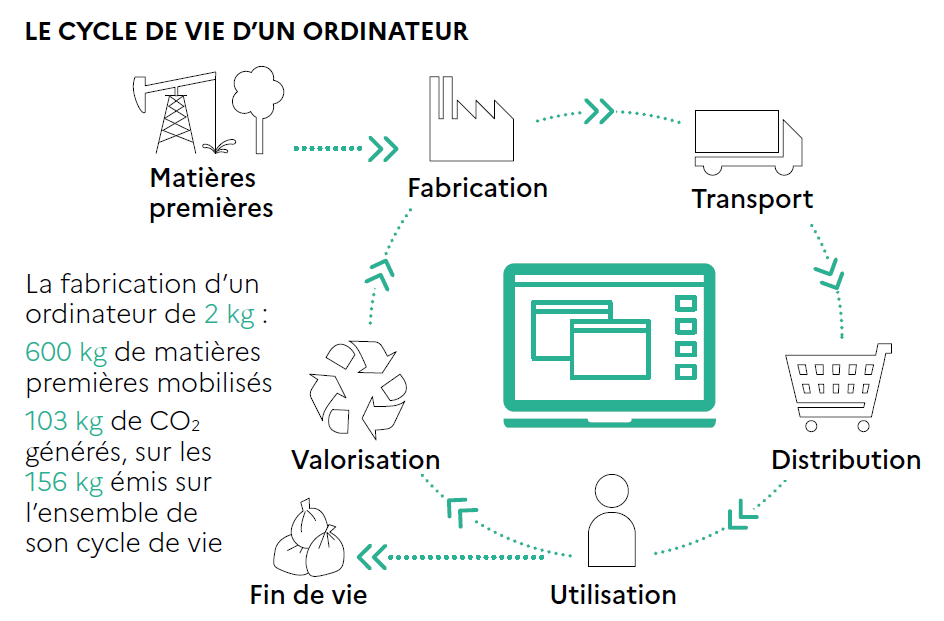 LE CYCLE DE VIE D'UN ORDINATEUR
Matières
premières
Fabrication
Transport
La fabrication d'un
ordinateur de 2 kg :
600 kg de matières
premières mobilisés
103 kg de CO₂
générés, sur les
156 kg émis sur
l'ensemble de
son cycle de vie
Valorisation
Distribution
Fin de vie
Utilisation